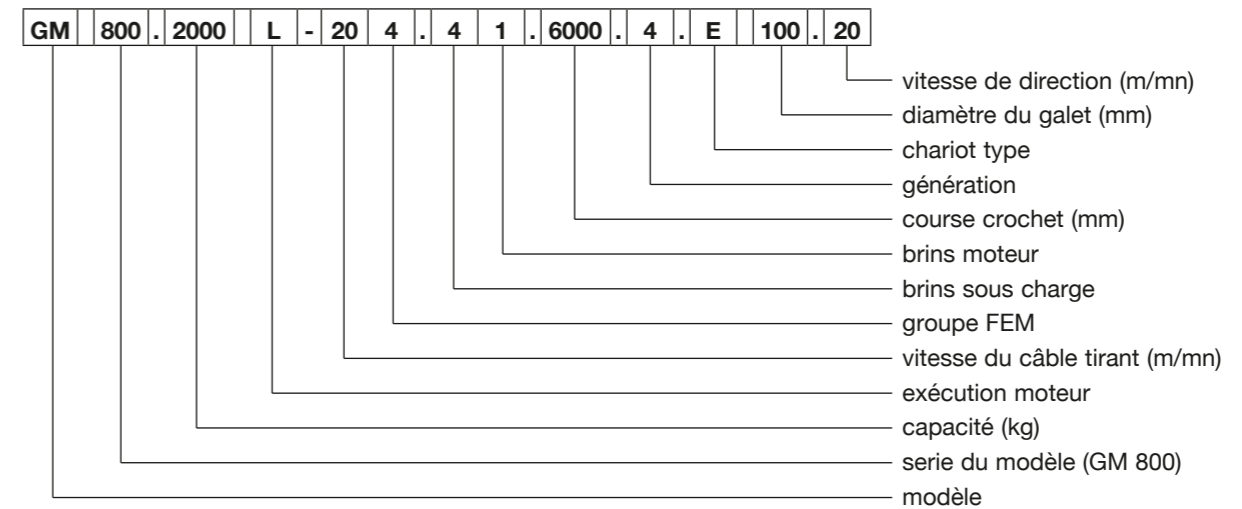 GM 800 . 2000 L - 20 4 . 4 1 . 6000 . 4 . E 100 . 20
vitesse de direction (m/mn)
diamètre du galet (mm)
chariot type
génération
course crochet (mm)
brins moteur
brins sous charge
groupe FEM
vitesse du câble tirant (m/mn)
exécution moteur
capacité (kg)
serie du modèle (GM 800)
modèle